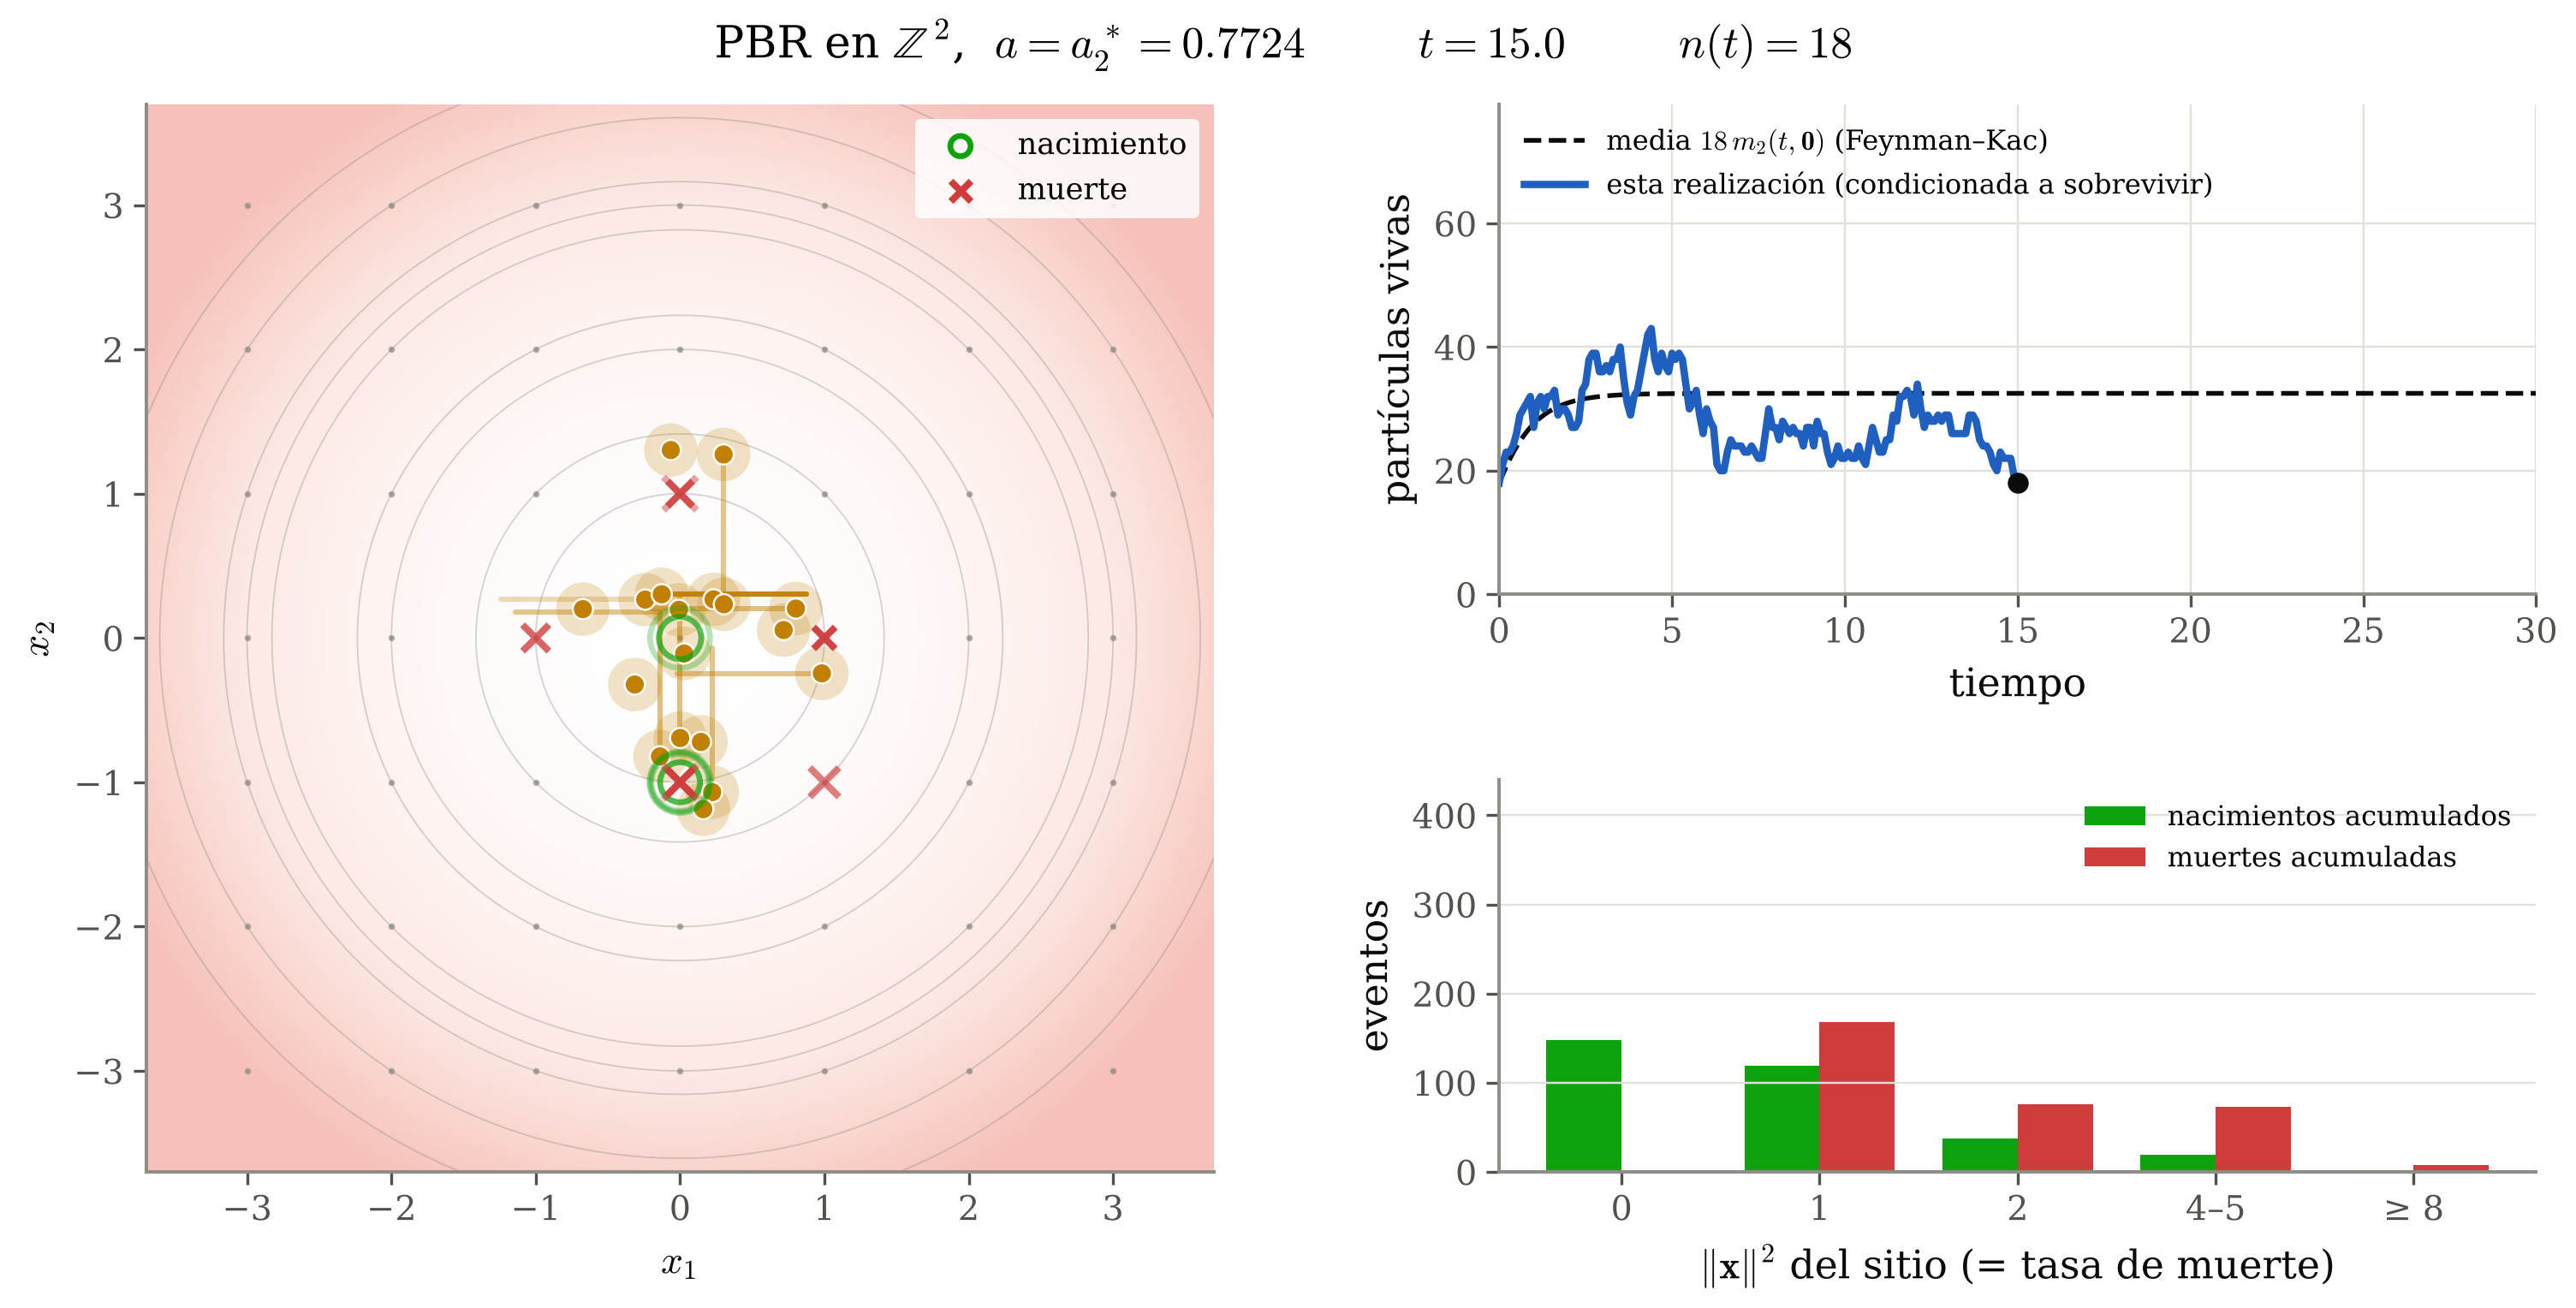 PBR en ℤ², a = a₂* = 0.7724 t = 15.0 n(t) = 18
nacimiento
muerte
3
2
1
0
−1
−2
−3
x₂
−3
−2
−1
0
1
2
3
x₁
media 18 m₂(t, 0) (Feynman–Kac)
esta realización (condicionada a sobrevivir)
60
40
20
0
partículas vivas
0
5
10
15
20
25
30
tiempo
nacimientos acumulados
muertes acumuladas
400
300
200
100
0
eventos
0
1
2
4–5
≥ 8
‖x‖² del sitio (= tasa de muerte)